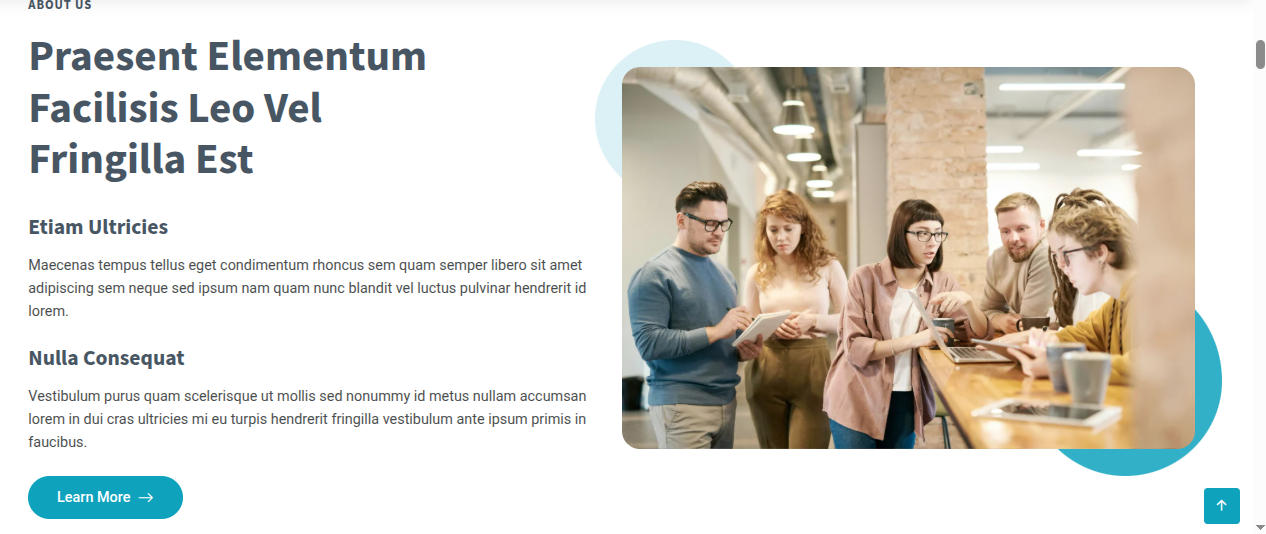 ABOUT US
Praesent Elementum
Facilisis Leo Vel
Fringilla Est
Etiam Ultricies
Maecenas tempus tellus eget condimentum rhoncus sem quam semper libero sit amet
adipiscing sem neque sed ipsum nam quam nunc blandit vel luctus pulvinar hendrerit id
lorem.
Nulla Consequat
Vestibulum purus quam scelerisque ut mollis sed nonummy id metus nullam accumsan
lorem in dui cras ultricies mi eu turpis hendrerit fringilla vestibulum ante ipsum primis in
faucibus.
Learn More →